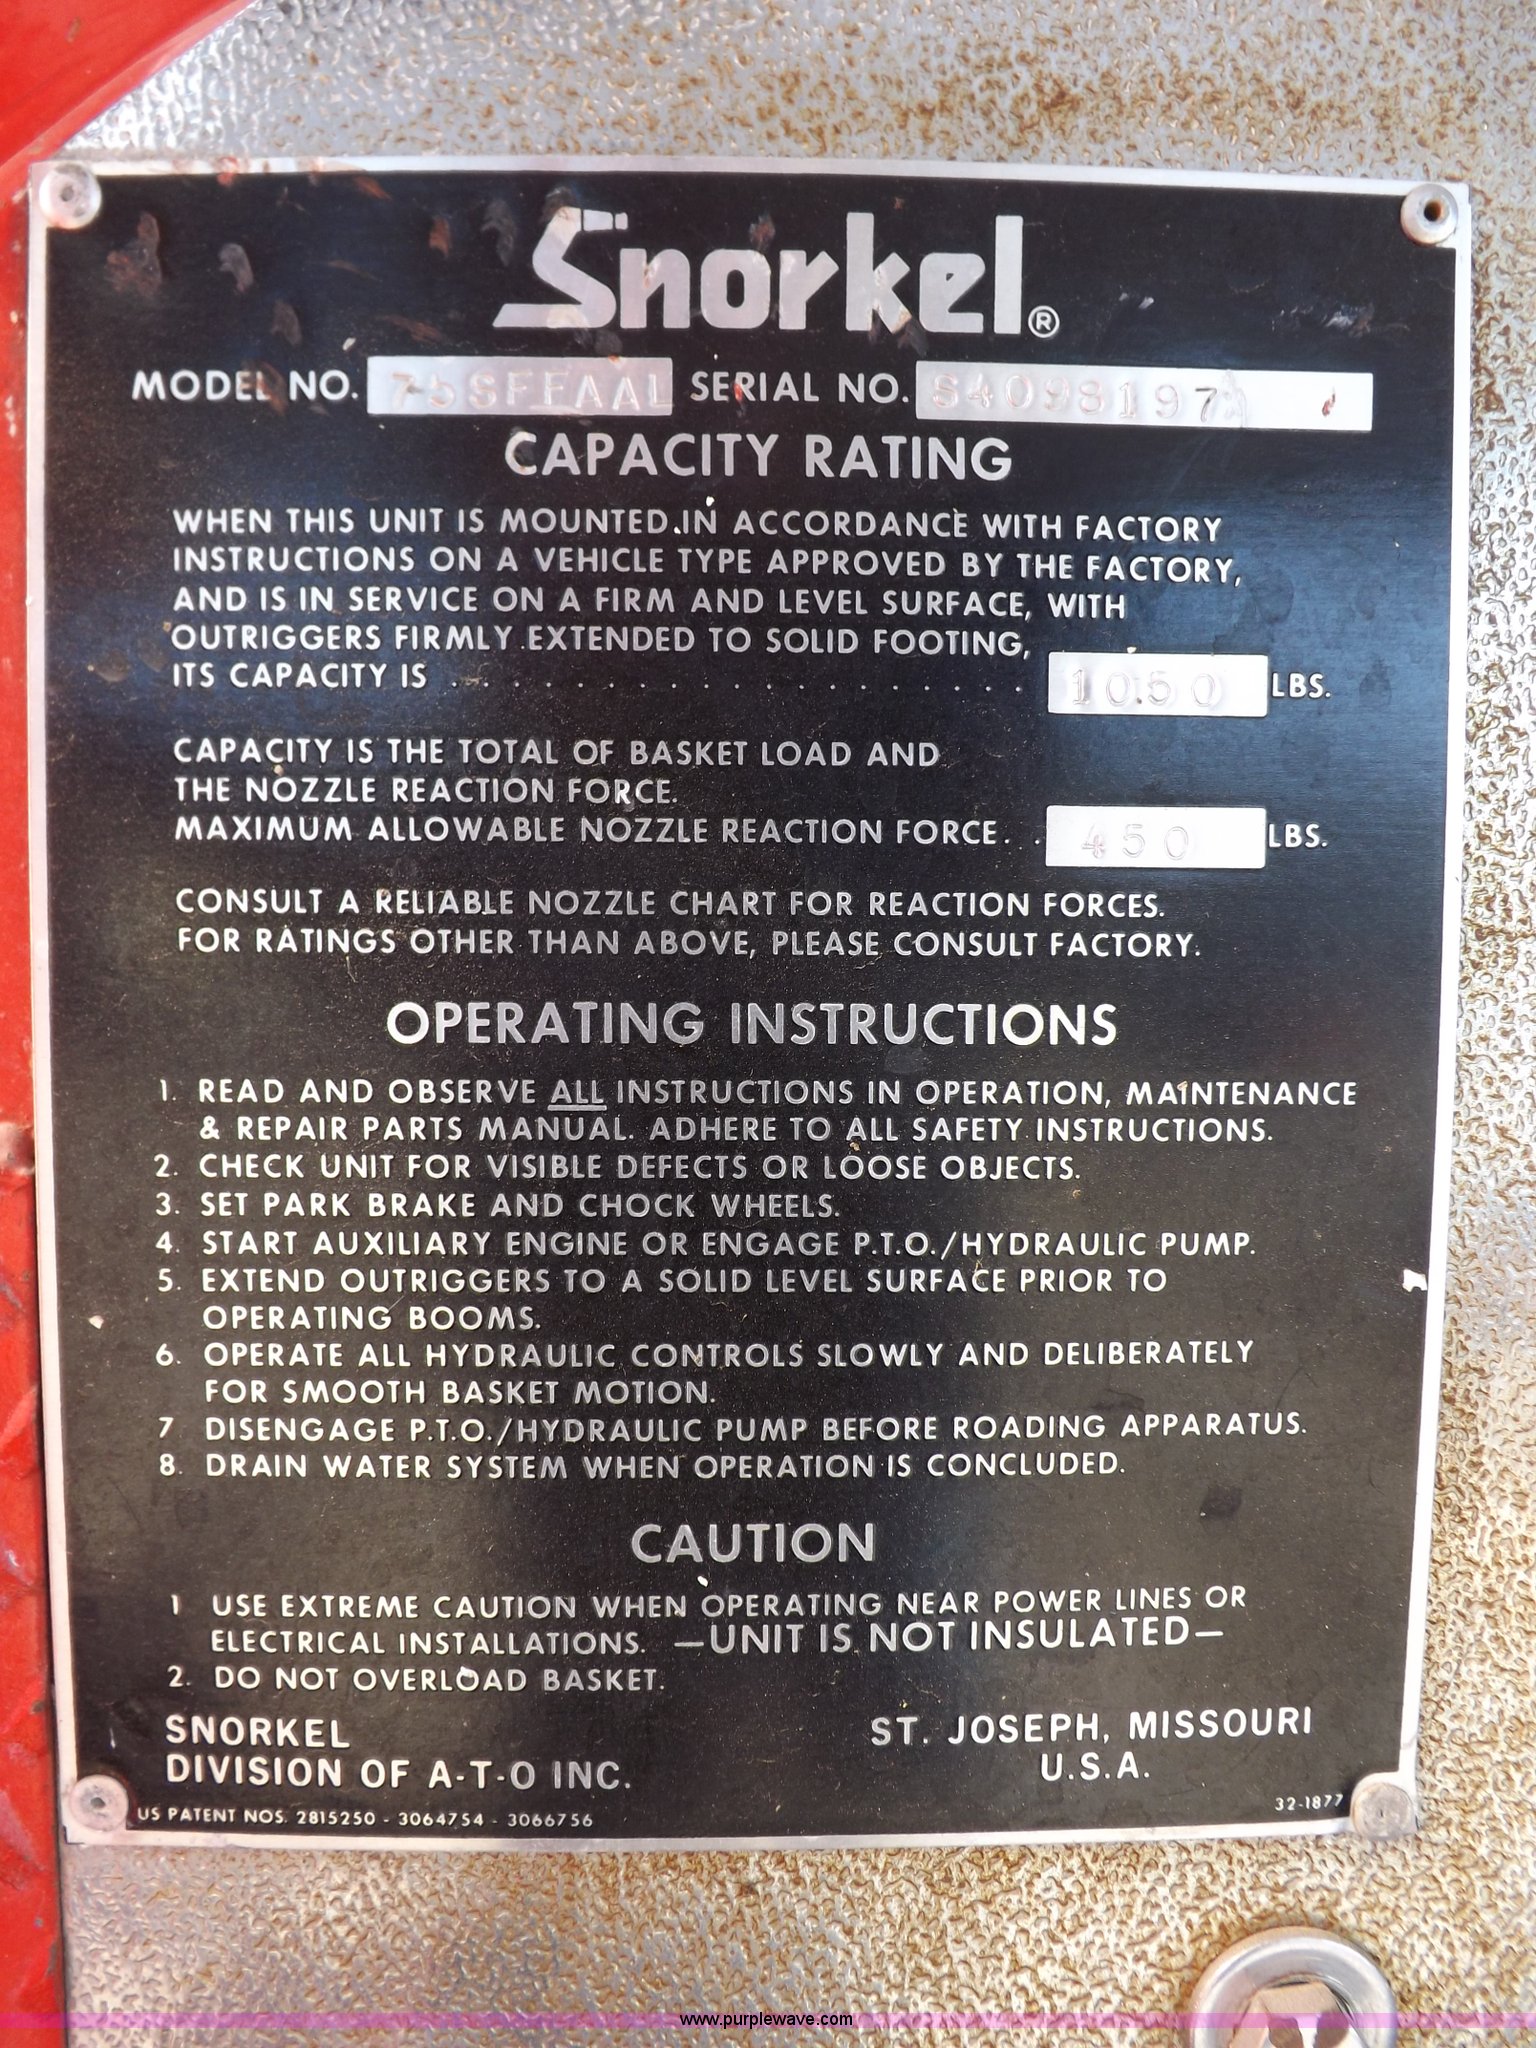 Snorkel®
MODEL NO. 75SFFAAL SERIAL NO. S4098197
CAPACITY RATING
WHEN THIS UNIT IS MOUNTED IN ACCORDANCE WITH FACTORY
INSTRUCTIONS ON A VEHICLE TYPE APPROVED BY THE FACTORY,
AND IS IN SERVICE ON A FIRM AND LEVEL SURFACE, WITH
OUTRIGGERS FIRMLY EXTENDED TO SOLID FOOTING,
ITS CAPACITY IS . . . . . . . . . . . . . . . . . . . . . 1050 LBS.
CAPACITY IS THE TOTAL OF BASKET LOAD AND
THE NOZZLE REACTION FORCE.
MAXIMUM ALLOWABLE NOZZLE REACTION FORCE. . 450 LBS.
CONSULT A RELIABLE NOZZLE CHART FOR REACTION FORCES.
FOR RATINGS OTHER THAN ABOVE, PLEASE CONSULT FACTORY.
OPERATING INSTRUCTIONS
1. READ AND OBSERVE ALL INSTRUCTIONS IN OPERATION, MAINTENANCE
& REPAIR PARTS MANUAL. ADHERE TO ALL SAFETY INSTRUCTIONS.
2. CHECK UNIT FOR VISIBLE DEFECTS OR LOOSE OBJECTS.
3. SET PARK BRAKE AND CHOCK WHEELS.
4. START AUXILIARY ENGINE OR ENGAGE P.T.O./HYDRAULIC PUMP.
5. EXTEND OUTRIGGERS TO A SOLID LEVEL SURFACE PRIOR TO
OPERATING BOOMS.
6. OPERATE ALL HYDRAULIC CONTROLS SLOWLY AND DELIBERATELY
FOR SMOOTH BASKET MOTION.
7 DISENGAGE P.T.O./HYDRAULIC PUMP BEFORE ROADING APPARATUS.
8. DRAIN WATER SYSTEM WHEN OPERATION IS CONCLUDED.
CAUTION
1 USE EXTREME CAUTION WHEN OPERATING NEAR POWER LINES OR
ELECTRICAL INSTALLATIONS. —UNIT IS NOT INSULATED—
2. DO NOT OVERLOAD BASKET.
SNORKEL
DIVISION OF A-T-O INC.
ST. JOSEPH, MISSOURI
U.S.A.
US PATENT NOS. 2815250 - 3064754 - 3066756
32-1877
www.purplewave.com